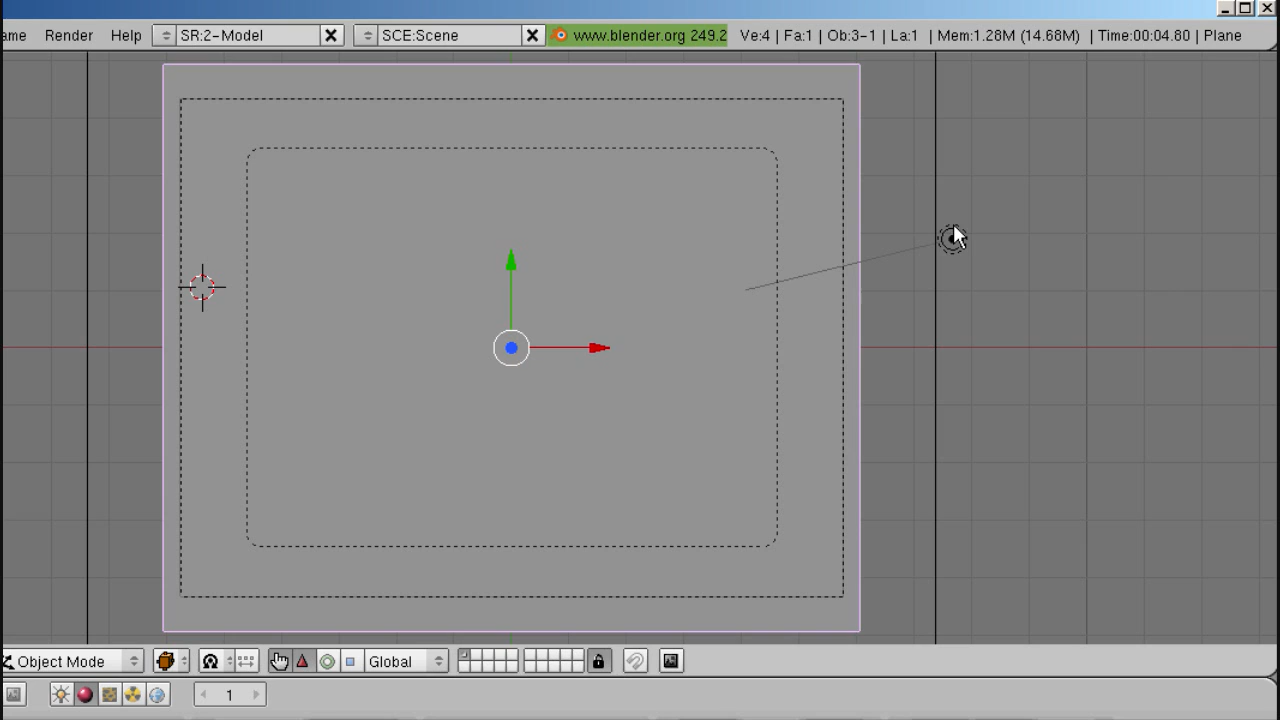 ame Render Help SR:2-Model SCE:Scene www.blender.org 249.2 Ve:4 | Fa:1 | Ob:3-1 | La:1 | Mem:1.28M (14.68M) | Time:00:04.80 | Plane
Object Mode Global
1